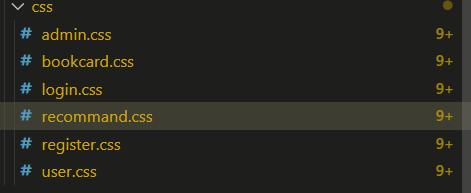 css
# admin.css 9+
# bookcard.css 9+
# login.css 9+
# recommand.css 9+
# register.css 9+
# user.css 9+